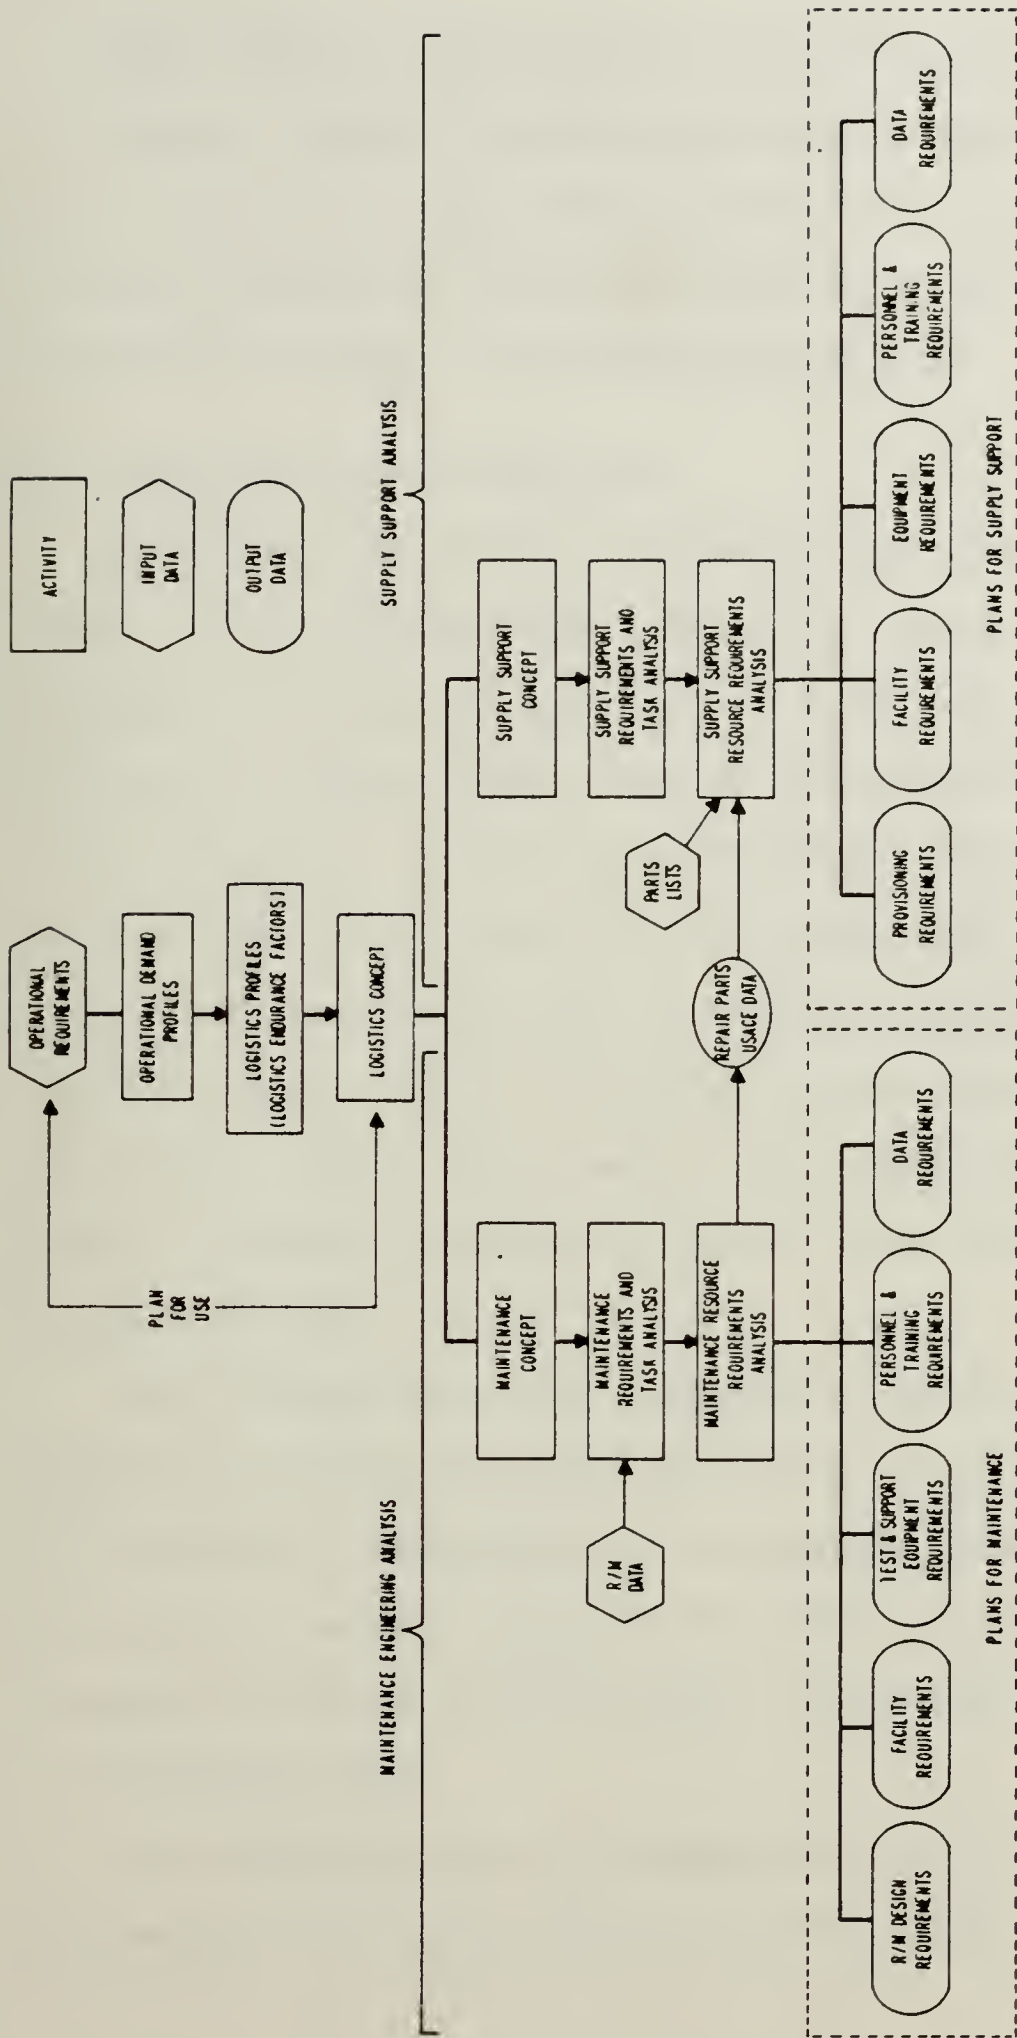 ACTIVITY
INPUT
DATA
OUTPUT
DATA
OPERATIONAL
REQUIREMENTS
OPERATIONAL DEMAND
PROFILES
LOGISTICS PROFILES
(LOGISTICS ENDURANCE FACTORS)
LOGISTICS CONCEPT
PLAN
FOR
USE
MAINTENANCE ENGINEERING ANALYSIS
SUPPLY SUPPORT ANALYSIS
MAINTENANCE
CONCEPT
MAINTENANCE
REQUIREMENTS AND
TASK ANALYSIS
MAINTENANCE RESOURCE
REQUIREMENTS
ANALYSIS
R/M
DATA
REPAIR PARTS
USAGE DATA
PARTS
LISTS
SUPPLY SUPPORT
CONCEPT
SUPPLY SUPPORT
REQUIREMENTS AND
TASK ANALYSIS
SUPPLY SUPPORT
RESOURCE REQUIREMENTS
ANALYSIS
R/M DESIGN
REQUIREMENTS
FACILITY
REQUIREMENTS
TEST & SUPPORT
EQUIPMENT
REQUIREMENTS
PERSONNEL &
TRAINING
REQUIREMENTS
DATA
REQUIREMENTS
PLANS FOR MAINTENANCE
PROVISIONING
REQUIREMENTS
FACILITY
REQUIREMENTS
EQUIPMENT
REQUIREMENTS
PERSONNEL &
TRAINING
REQUIREMENTS
DATA
REQUIREMENTS
PLANS FOR SUPPLY SUPPORT